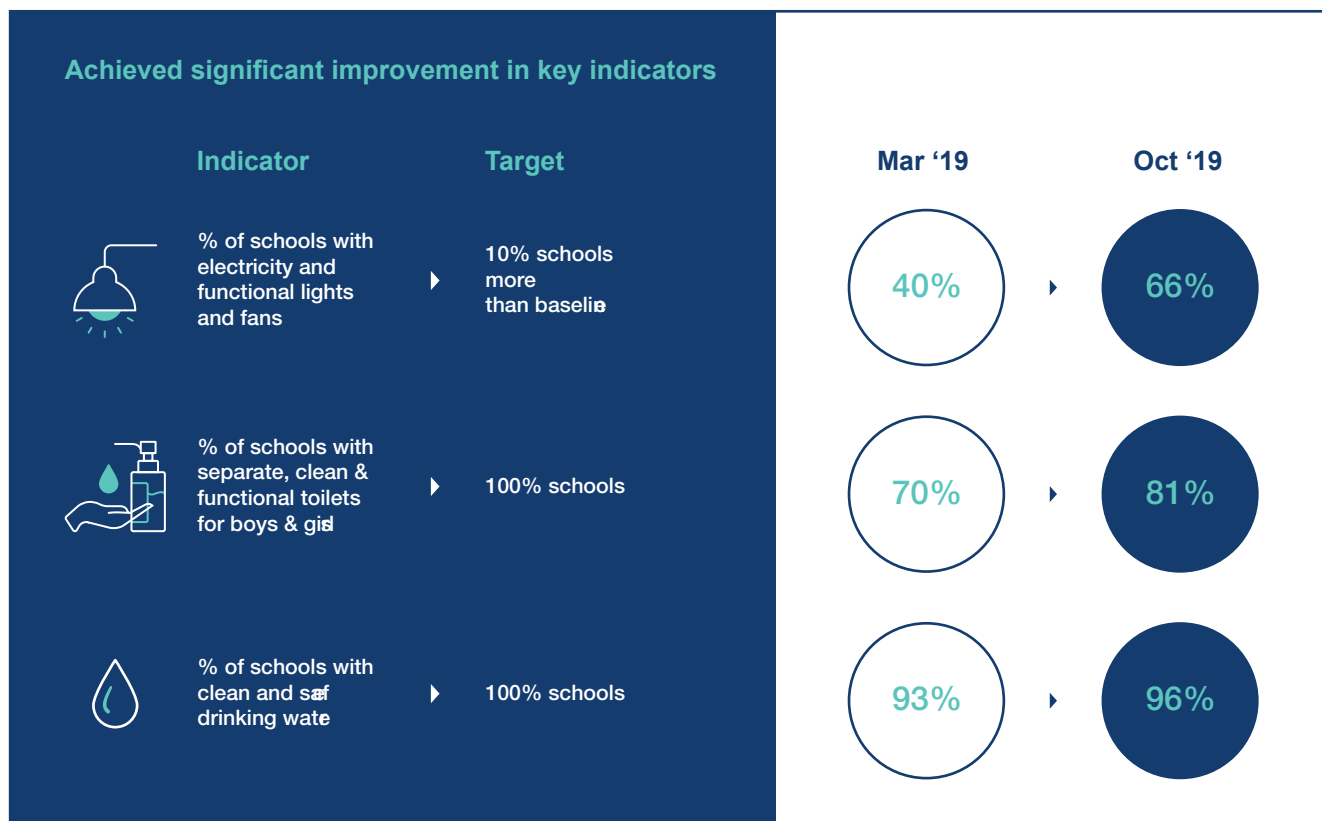 Achieved significant improvement in key indicators
Indicator
Target
Mar ‘19
Oct ‘19
% of schools with
electricity and
functional lights
and fans
10% schools
more
than baseline
40%
66%
% of schools with
separate, clean &
functional toilets
for boys & girls
100% schools
70%
81%
% of schools with
clean and safe
drinking water
100% schools
93%
96%